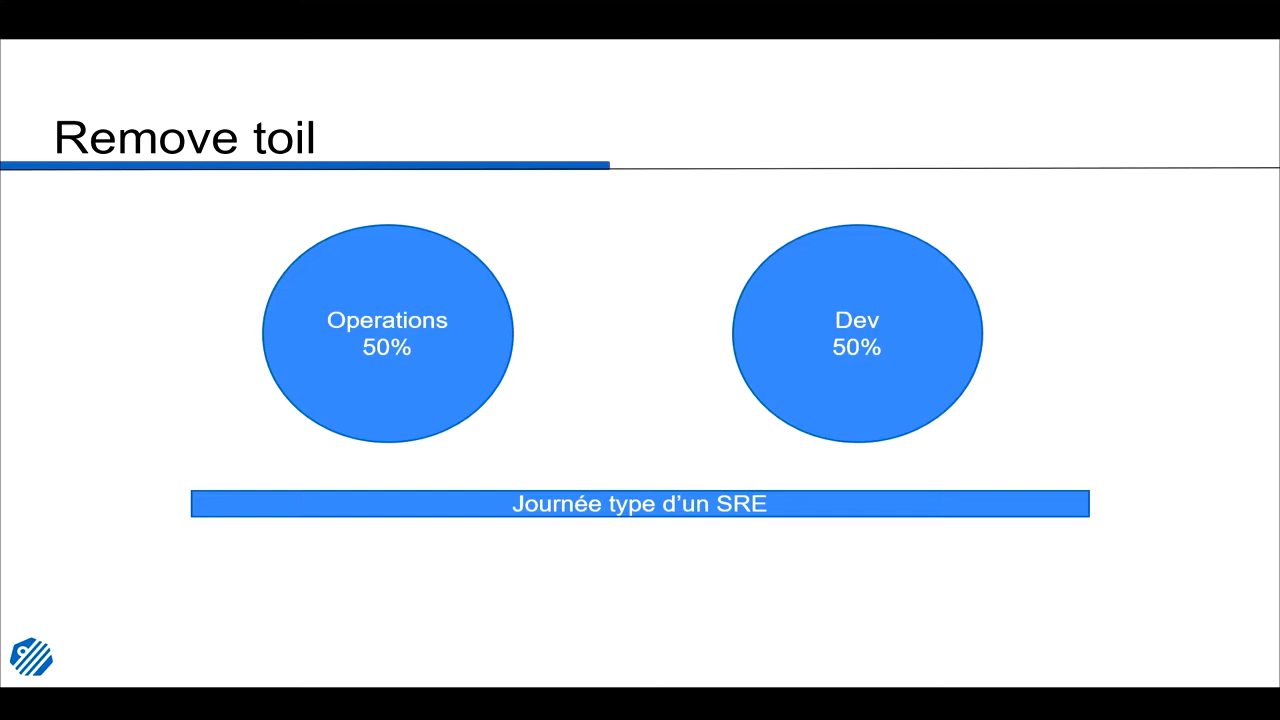 Remove toil
Operations
50%
Dev
50%
Journée type d’un SRE